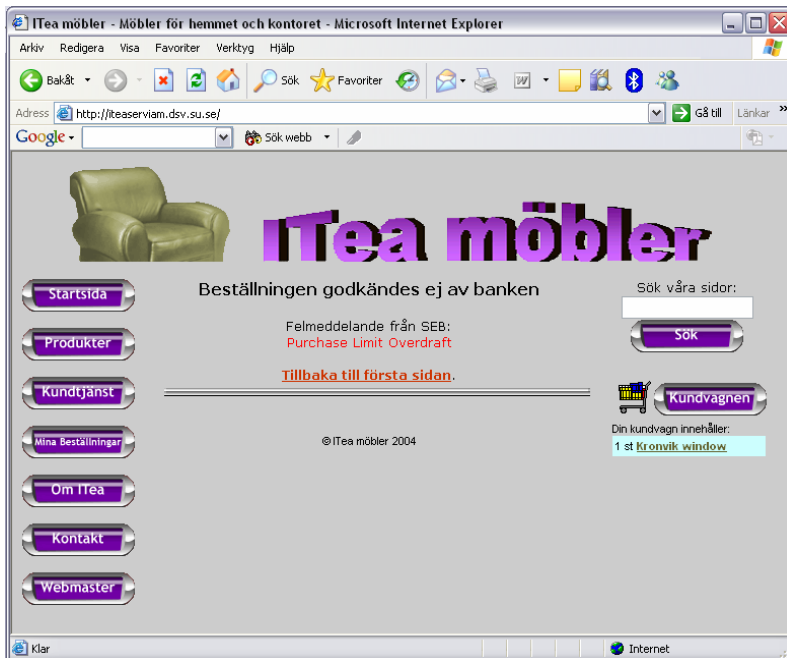 ITea möbler - Möbler för hemmet och kontoret - Microsoft Internet Explorer
Arkiv Redigera Visa Favoriter Verktyg Hjälp
Bakåt Sök Favoriter
Adress http://iteaserviam.dsv.su.se/ Gå till Länkar »
Google Sök webb
ITea möbler
Startsida
Produkter
Kundtjänst
Mina Beställningar
Om ITea
Kontakt
Webmaster
Beställningen godkändes ej av banken
Felmeddelande från SEB:
Purchase Limit Overdraft
Tillbaka till första sidan.
©ITea möbler 2004
Sök våra sidor:
Sök
Kundvagnen
Din kundvagn innehåller:
1 st Kronvik window
Klar Internet